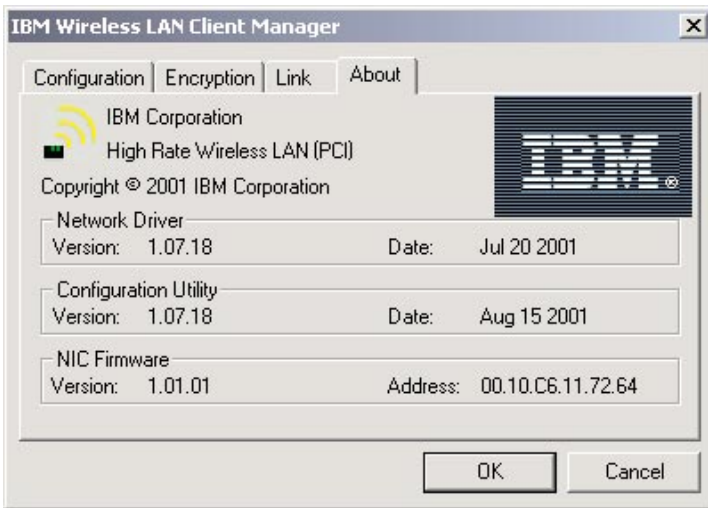 IBM Wireless LAN Client Manager
Configuration Encryption Link About
IBM Corporation
High Rate Wireless LAN (PCI)
Copyright © 2001 IBM Corporation
IBM®
Network Driver
Version: 1.07.18 Date: Jul 20 2001
Configuration Utility
Version: 1.07.18 Date: Aug 15 2001
NIC Firmware
Version: 1.01.01 Address: 00.10.C6.11.72.64
OK Cancel